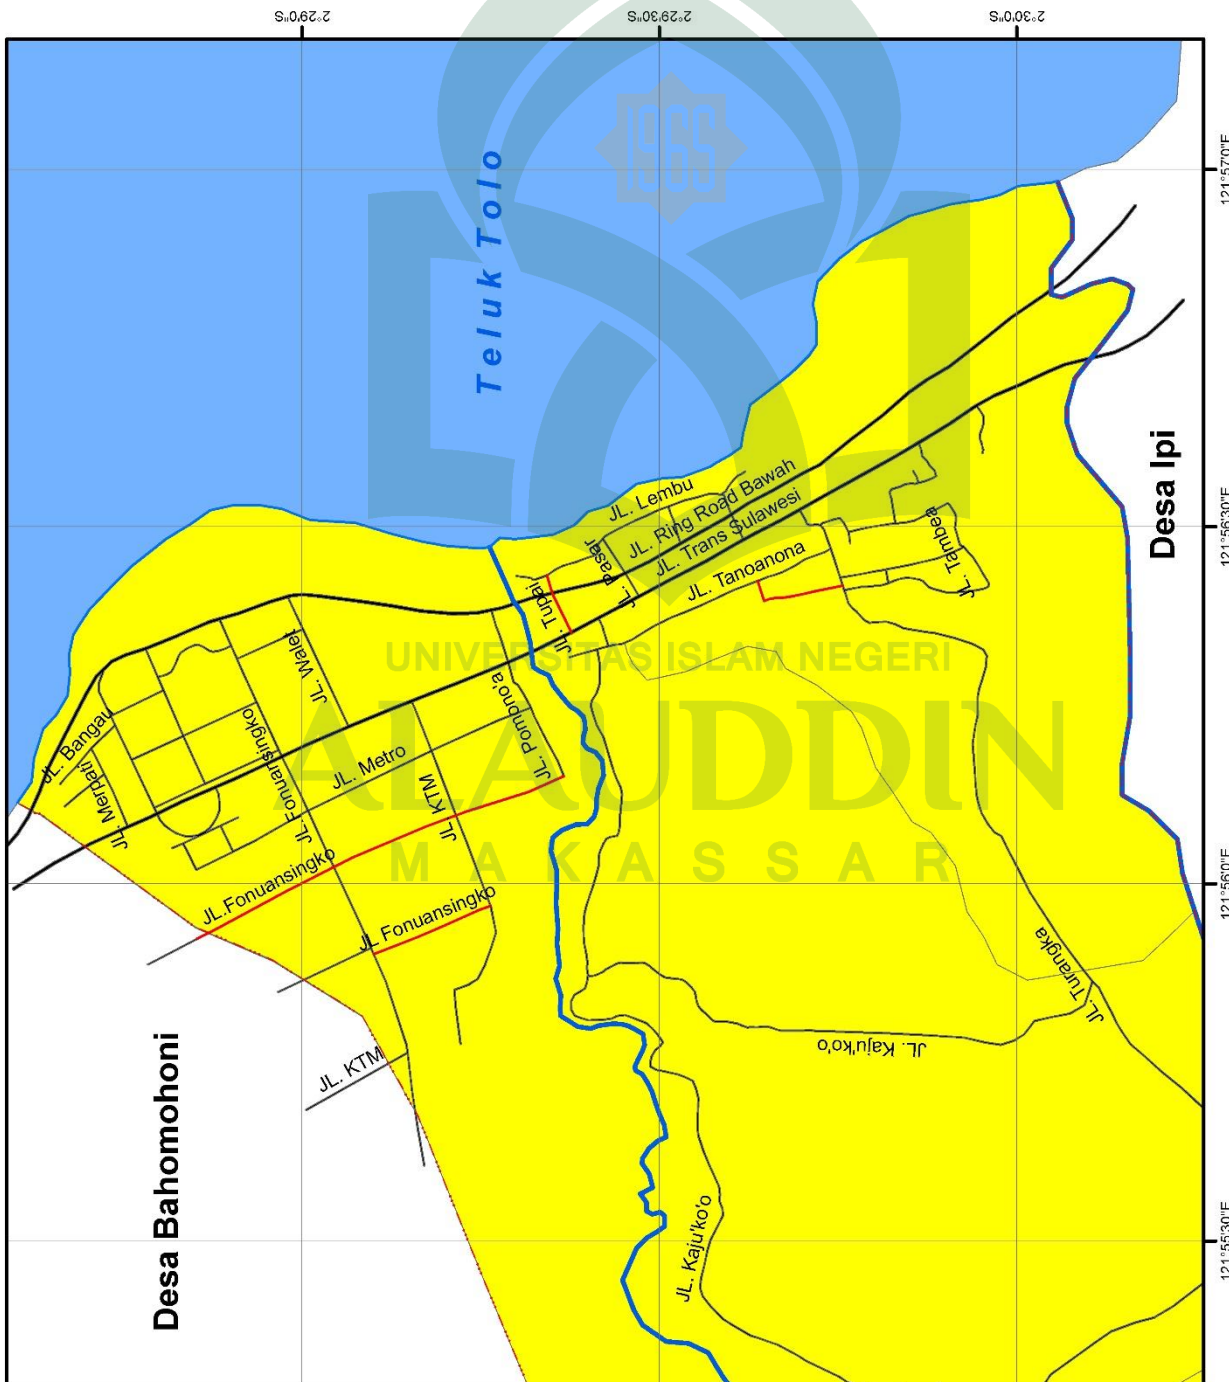 2°29'0"S
2°29'30"S
2°30'0"S
121°57'0"E
121°56'30"E
121°56'0"E
121°55'30"E
1965
Teluk Tolo
Desa Ipi
Desa Bahomohoni
JL. Lembu
JL. Ring Road Bawah
JL. Trans Sulawesi
JL. Pasar
JL. Tanoanona
JL. Tupai
JL. Tambea
JL. Walet
JL. Bangau
JL. Merpati
JL. Fonuansingko
JL. Metro
JL. Pombno'a
JL. KTM
JL.Fonuansingko
JL Fonuansingko
JL. KTM
JL. Turangka
JL. Kaju'ko'o
JL. Kaju'ko'o
UNIVERSITAS ISLAM NEGERI
ALAUDDIN
MAKASSAR